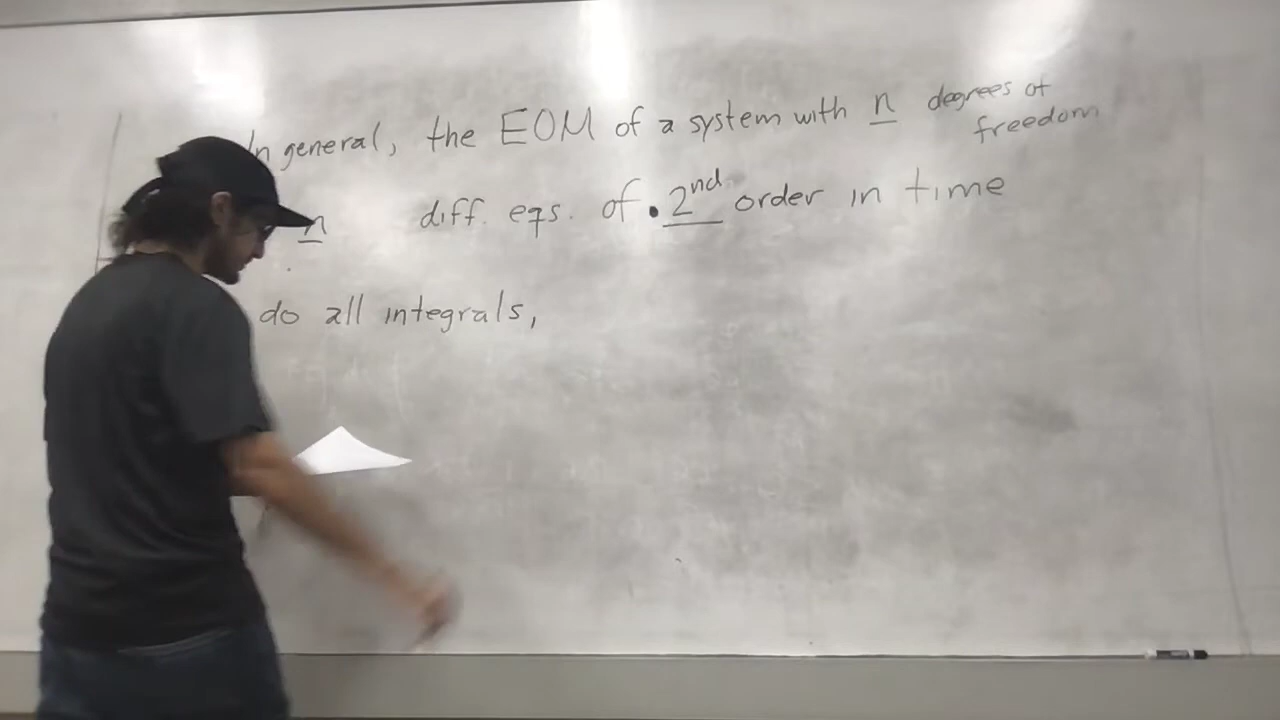 In general, the EOM of a system with n degrees of
freedom
n diff. eqs. of 2nd order in time
do all integrals,